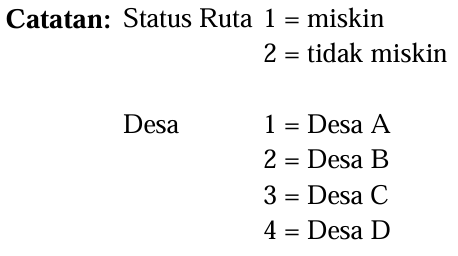 Catatan: Status Ruta 1 = miskin
2 = tidak miskin
Desa 1 = Desa A
2 = Desa B
3 = Desa C
4 = Desa D